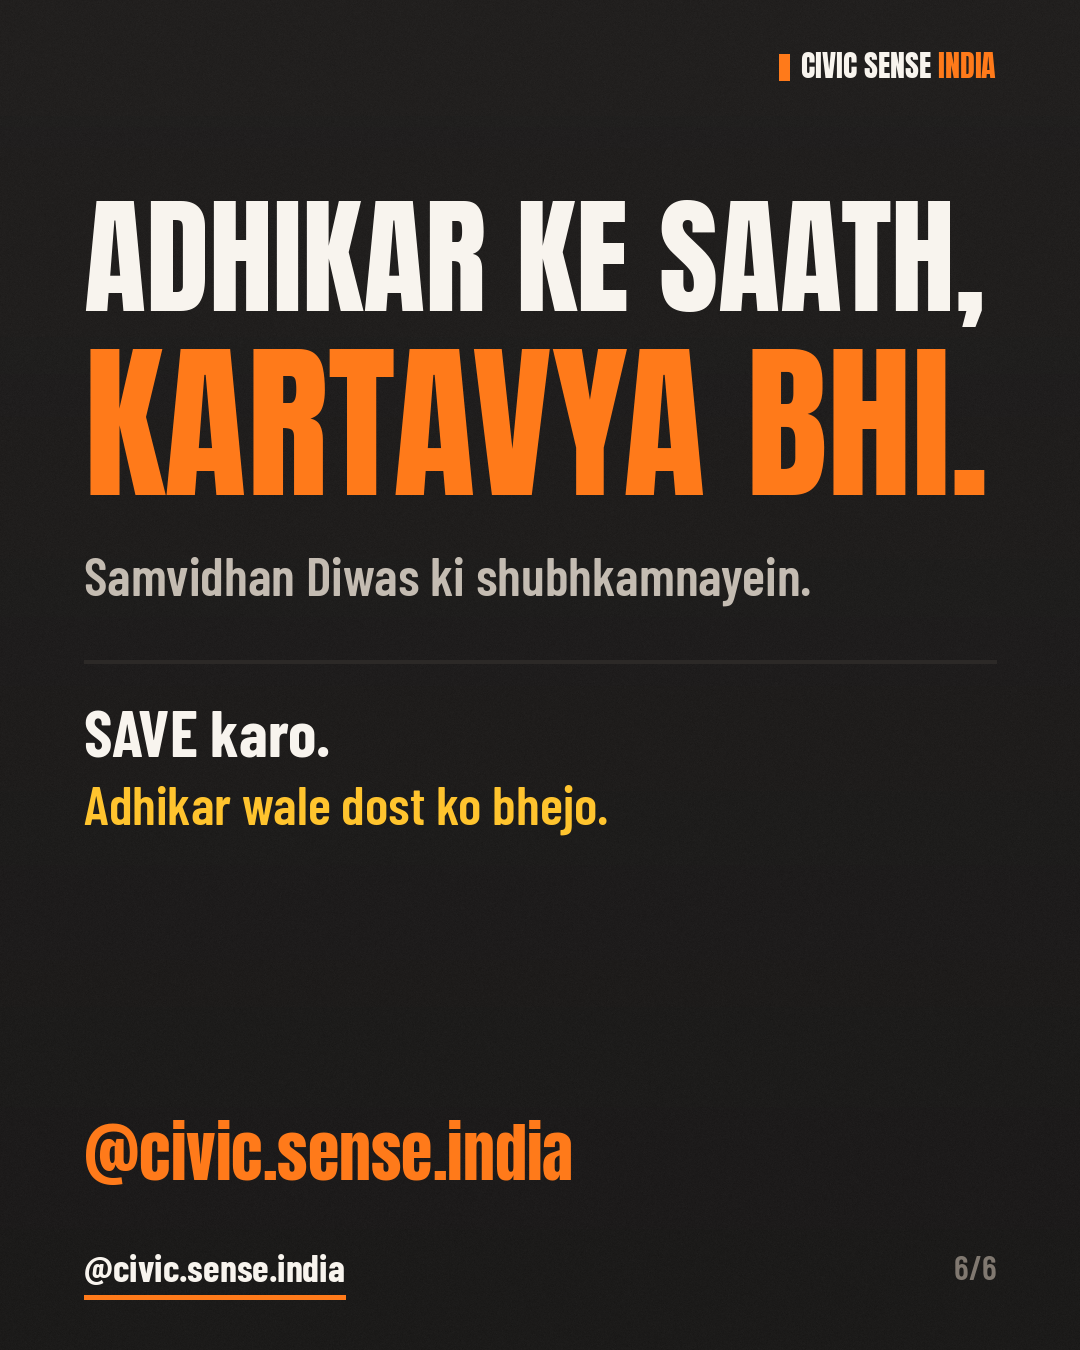 CIVIC SENSE INDIA
ADHIKAR KE SAATH,
KARTAVYA BHI.
Samvidhan Diwas ki shubhkamnayein.
SAVE karo.
Adhikar wale dost ko bhejo.
@civic.sense.india
@civic.sense.india
6/6